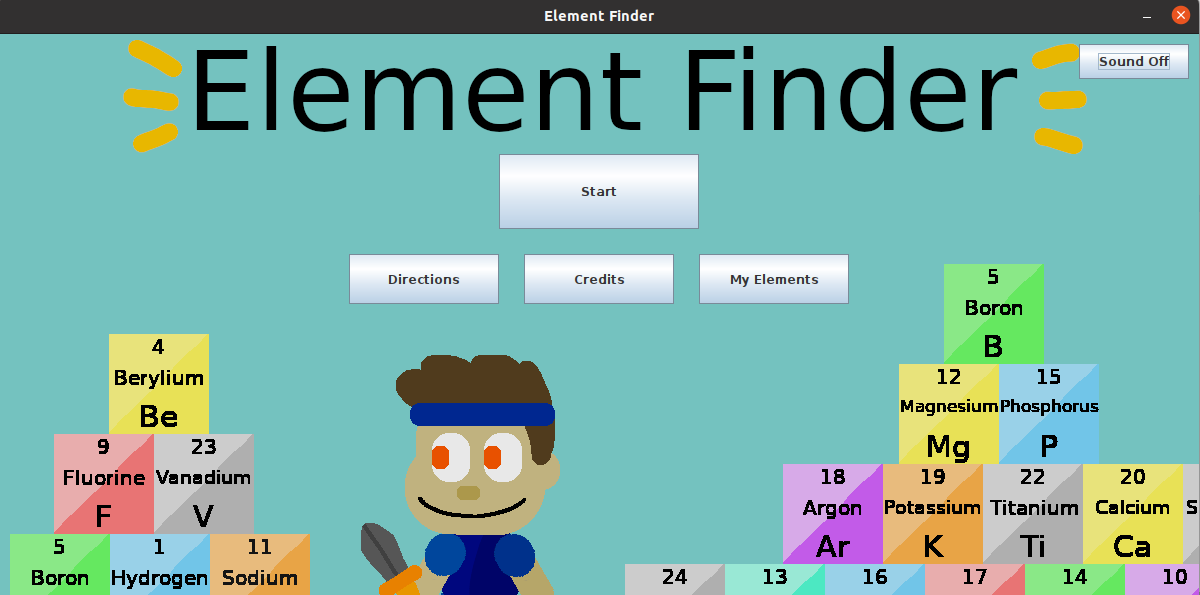 Element Finder
Element Finder
Sound Off
Start
Directions
Credits
My Elements
5
Boron
B
4
Berylium
Be
12
Magnesium
Mg
15
Phosphorus
P
9
Fluorine
F
23
Vanadium
V
18
Argon
Ar
19
Potassium
K
22
Titanium
Ti
20
Calcium
Ca
S
5
Boron
1
Hydrogen
11
Sodium
24
13
16
17
14
10